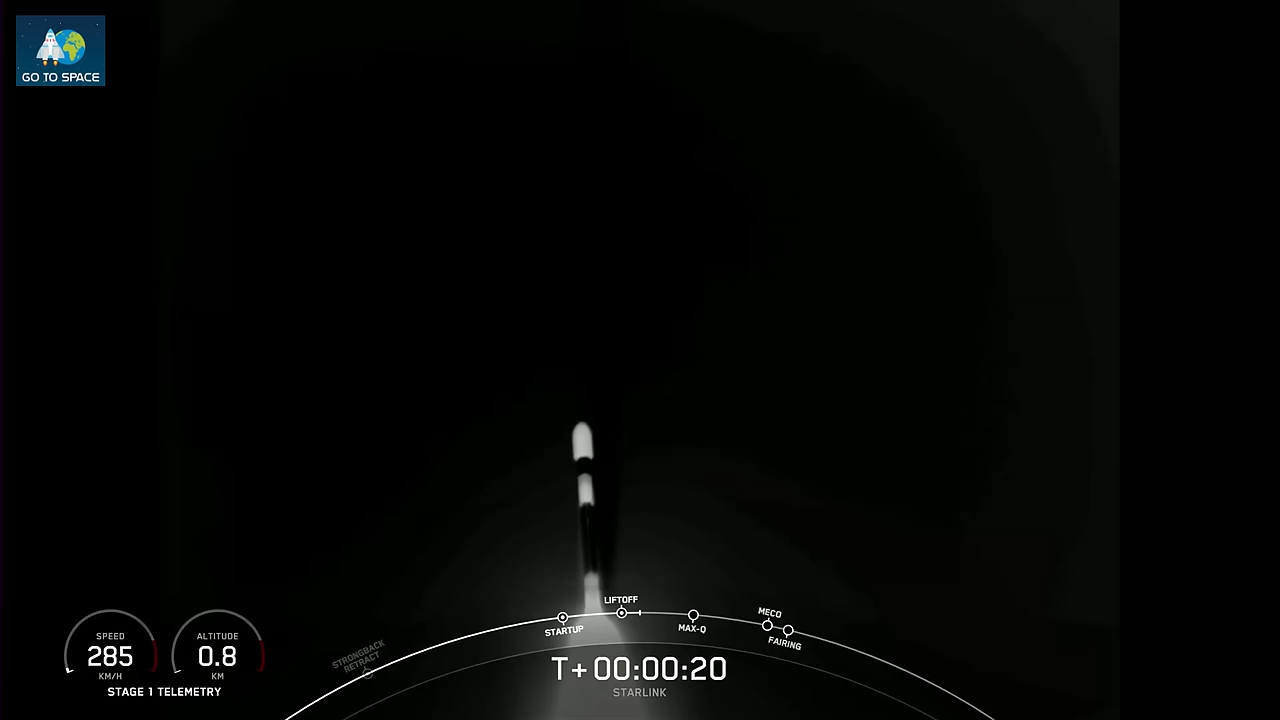 GO TO SPACE
LIFTOFF
STARTUP
MAX-Q
MECO
FAIRING
STRONGBACK
RETRACT
SPEED
285
KM/H
ALTITUDE
0.8
KM
STAGE 1 TELEMETRY
T+00:00:20
STARLINK